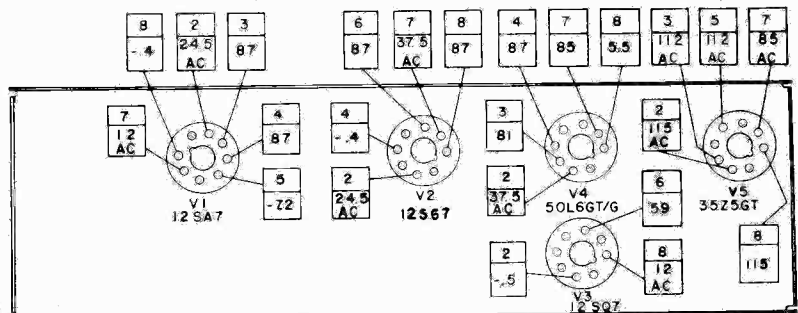 8 2 3 6 7 8 4 7 8 3 5 7
-.4 24.5 AC 87 87 37.5 AC 87 87 85 5.5 112 AC 112 AC 85 AC
7
12 AC
4
87
5
-.72
V1
12SA7
4
-.4
2
24.5 AC
V2
12S67
3
81
2
37.5 AC
V4
50L6GT/G
2
115 AC
V5
35Z5GT
6
59
8
115
2
-.5
8
12 AC
V3
12SQ7